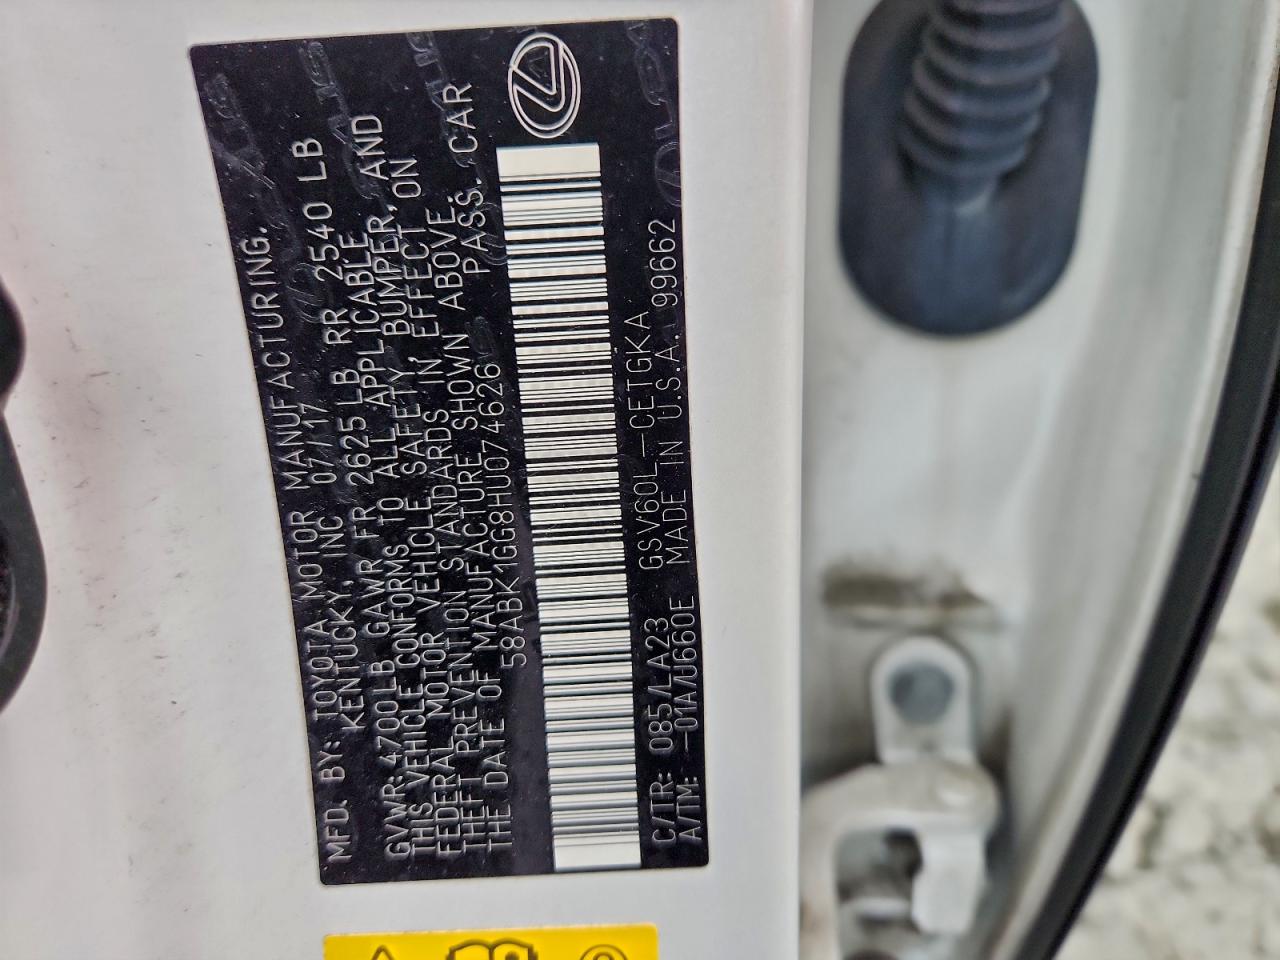 MFD. BY: TOYOTA MOTOR MANUFACTURING.
KENTUCKY, INC 07/17
GVWR: 4700LB GAWR FR 2625LB RR 2540 LB
THIS VEHICLE CONFORMS TO ALL APPLICABLE
FEDERAL MOTOR VEHICLE SAFETY, BUMPER, AND
THEFT PREVENTION STANDARDS IN EFFECT ON
THE DATE OF MANUFACTURE SHOWN ABOVE.
58ABK1GG8HU074626 PASS. CAR
C/TR: 085/LA23 GSV60L-CETGKA
A/TM: -01A/U660E MADE IN U.S.A. 99662